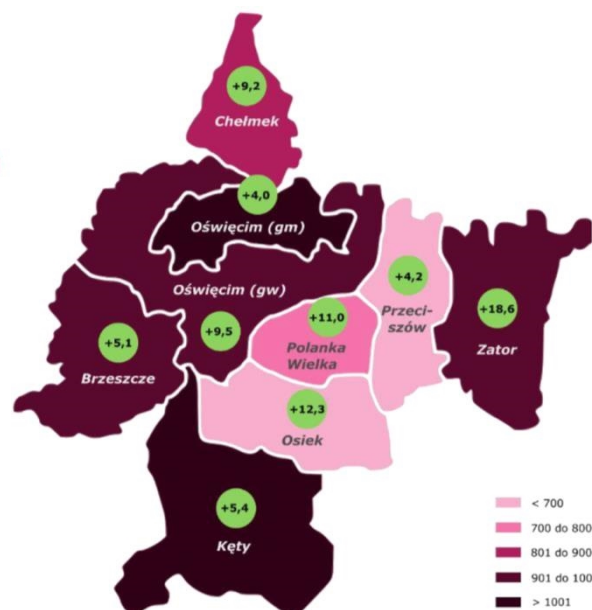 +9,2
Chełmek
+4,0
Oświęcim (gm)
Oświęcim (gw)
+9,5
+5,1
Brzeszcze
+11,0
Polanka
Wielka
+4,2
Przeci-
szów
+18,6
Zator
+12,3
Osiek
+5,4
Kęty
< 700
700 do 800
801 do 900
901 do 100
> 1001